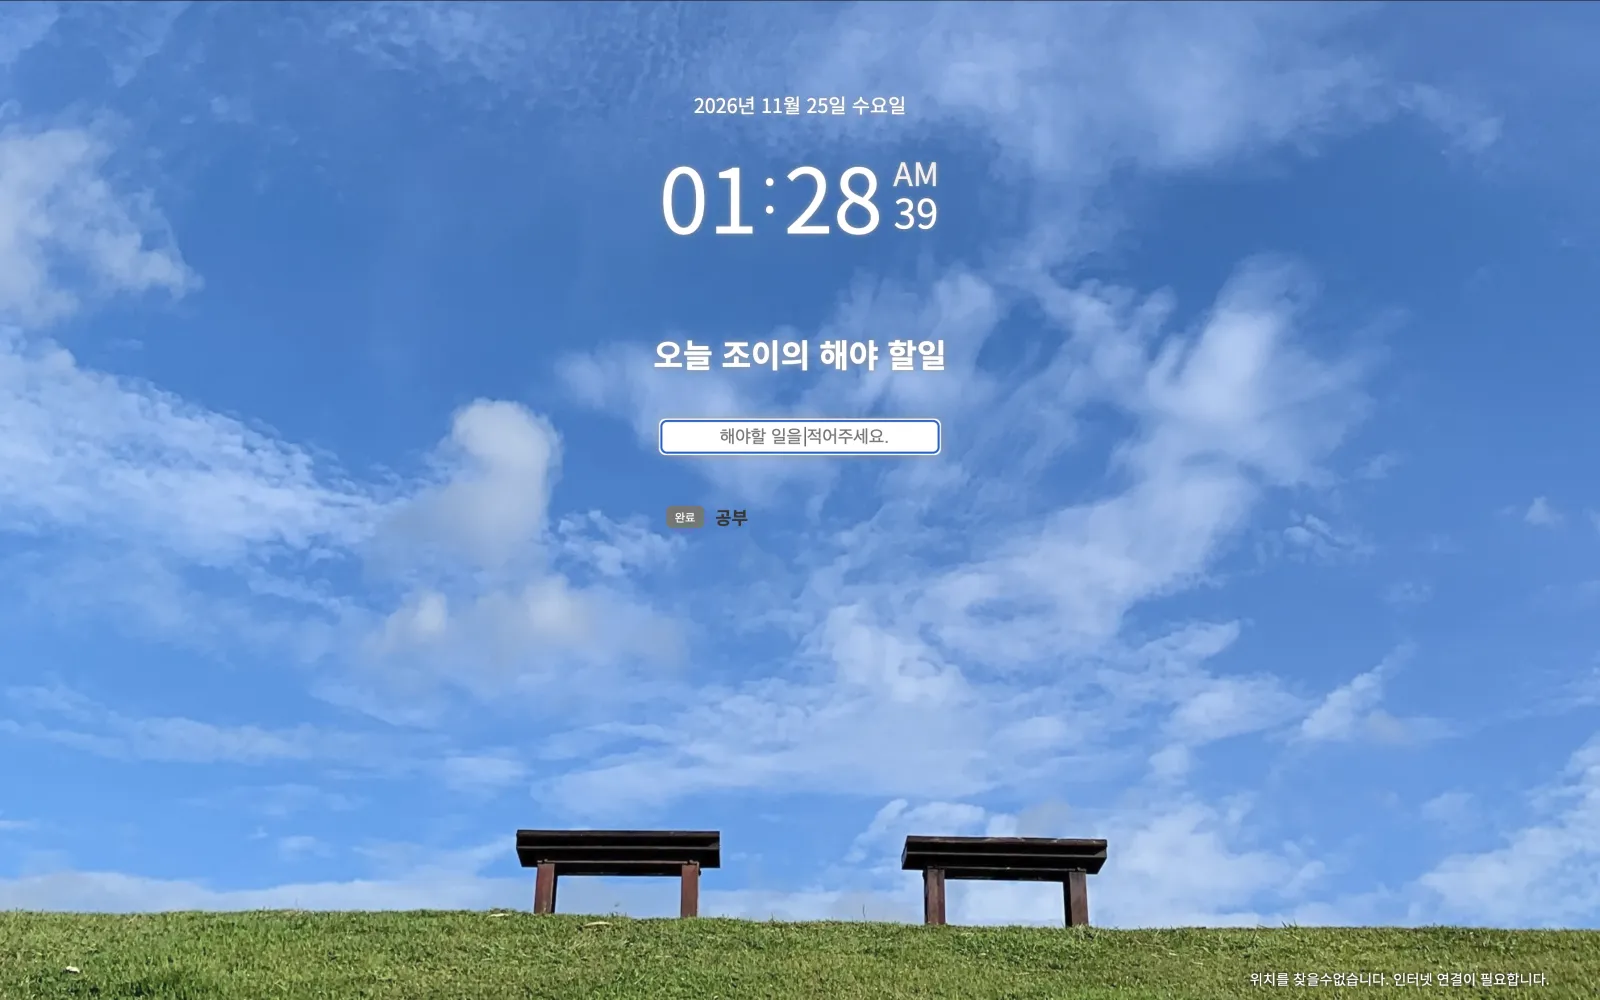 2026년 11월 25일 수요일
01:28 AM 39
오늘 조이의 해야 할일
해야할 일을 적어주세요.
완료 공부
위치를 찾을수없습니다. 인터넷 연결이 필요합니다.